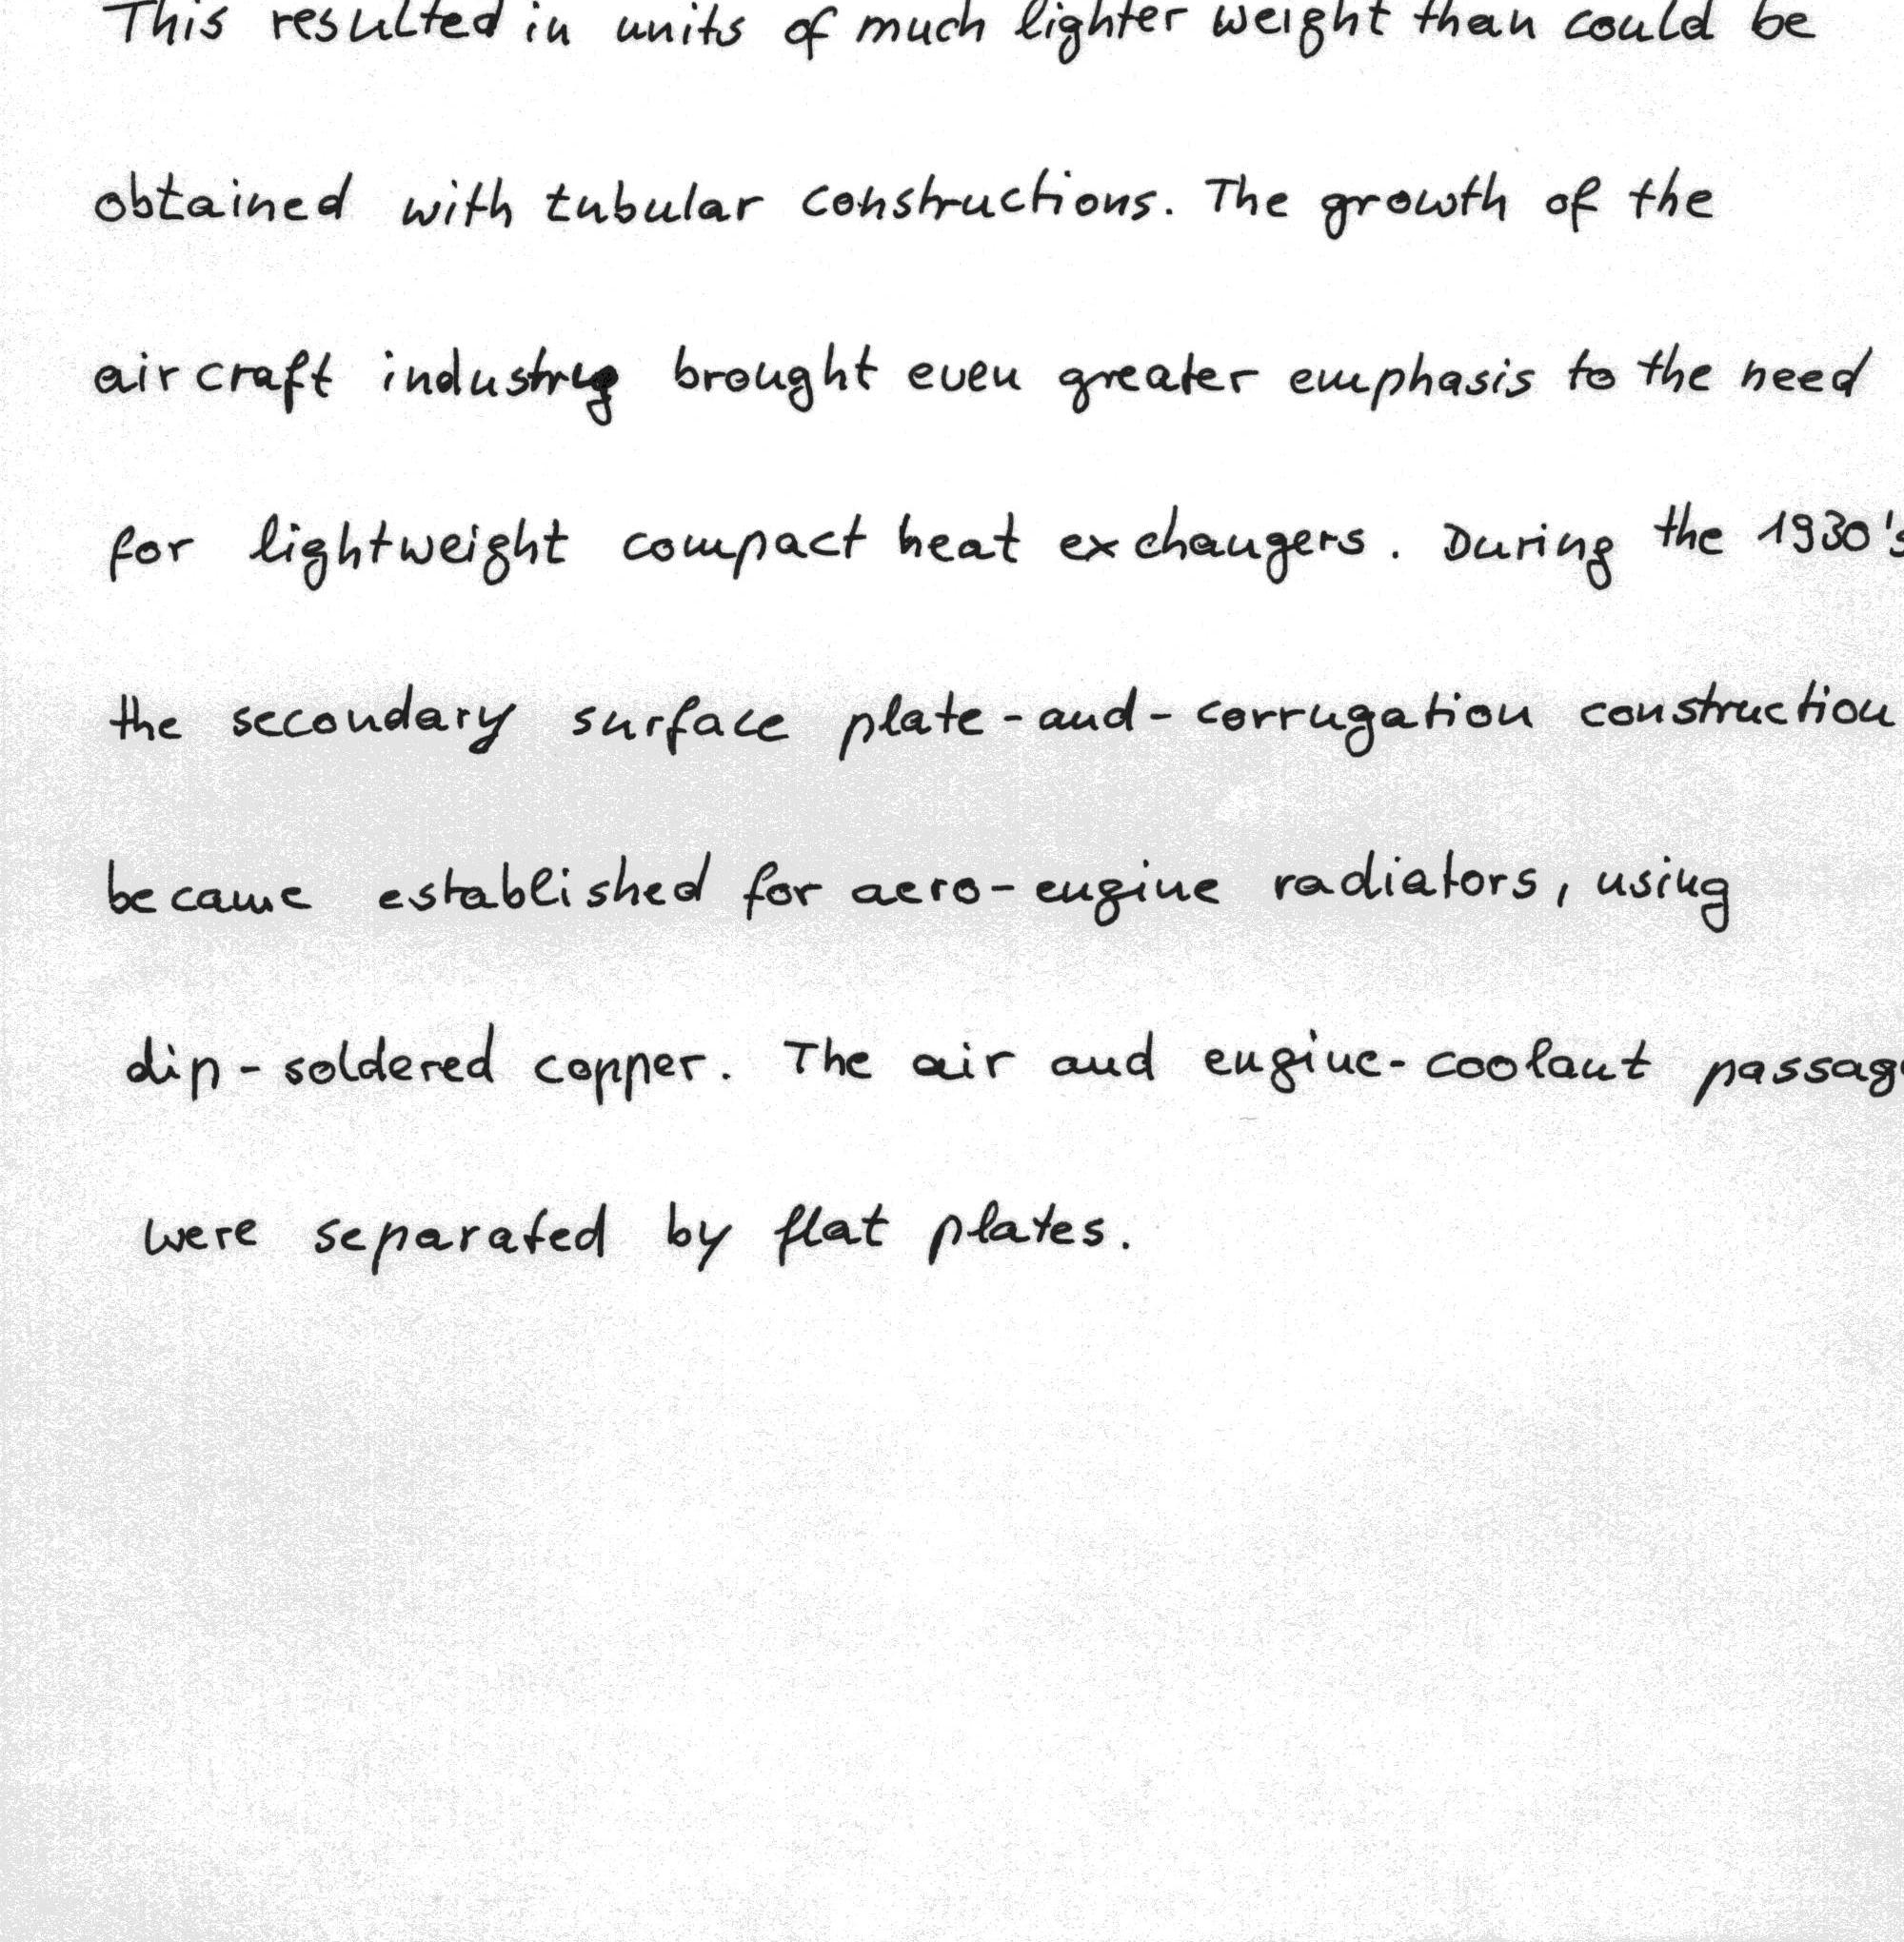 This resulted in units of much lighter weight than could be
obtained with tubular constructions. The growth of the
aircraft industry brought even greater emphasis to the need
for lightweight compact heat exchangers. During the 1930's
the secondary surface plate-and-corrugation construction
became established for aero-engine radiators, using
dip-soldered copper. The air and engine-coolant
were separated by flat plates.